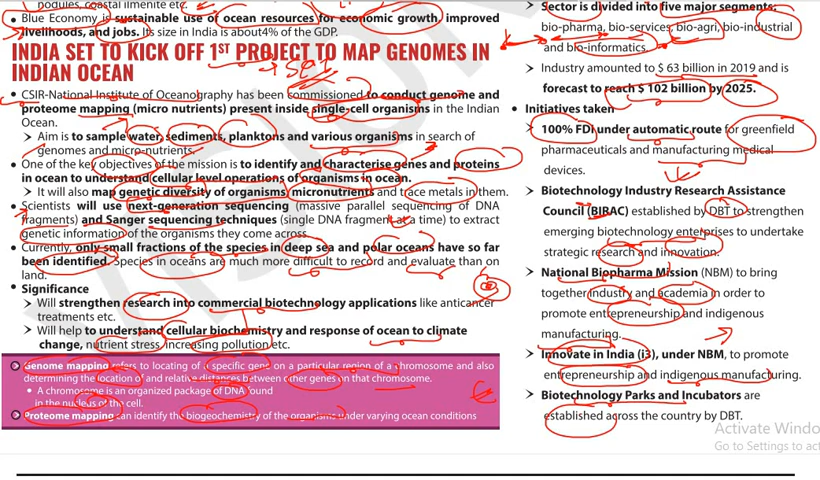 nodules, coastal ilmenite etc.
Blue Economy is sustainable use of ocean resources for economic growth, improved
livelihoods, and jobs. Its size in India is about4% of the GDP.
INDIA SET TO KICK OFF 1ST PROJECT TO MAP GENOMES IN
INDIAN OCEAN
• CSIR-National Institute of Oceanography has been commissioned to conduct genome and
proteome mapping (micro nutrients) present inside single-cell organisms in the Indian
Ocean.
➤ Aim is to sample water, sediments, planktons and various organisms in search of
genomes and micro-nutrients.
• One of the key objectives of the mission is to identify and characterise genes and proteins
in ocean to understand cellular level operations of organisms in ocean.
➤ It will also map genetic diversity of organisms micronutrients and trace metals in them.
• Scientists will use next-generation sequencing (massive parallel sequencing of DNA
fragments) and Sanger sequencing techniques (single DNA fragment at a time) to extract
genetic information of the organisms they come across.
• Currently, only small fractions of the species in deep sea and polar oceans have so far
been identified. Species in oceans are much more difficult to record and evaluate than on
land.
• Significance
➤ Will strengthen research into commercial biotechnology applications like anticancer
treatments etc.
➤ Will help to understand cellular biochemistry and response of ocean to climate
change, nutrient stress, increasing pollution etc.
Genome mapping refers to locating of a specific gene on a particular region of a chromosome and also
determining the location of and relative distances between other genes on that chromosome.
• A chromosome is an organized package of DNA found
in the nucleus of the cell.
Proteome mapping can identify the biogeochemistry of the organisms under varying ocean conditions
➤ Sector is divided into five major segments:
bio-pharma, bio-services, bio-agri, bio-industrial
and bio-informatics.
➤ Industry amounted to $ 63 billion in 2019 and is
forecast to reach $ 102 billion by 2025.
• Initiatives taken
➤ 100% FDI under automatic route for greenfield
pharmaceuticals and manufacturing medical
devices.
➤ Biotechnology Industry Research Assistance
Council (BIRAC) established by DBT to strengthen
emerging biotechnology enterprises to undertake
strategic research and innovation.
➤ National Biopharma Mission (NBM) to bring
together industry and academia in order to
promote entrepreneurship and indigenous
manufacturing.
➤ Innovate in India (i3), under NBM, to promote
entrepreneurship and indigenous manufacturing.
➤ Biotechnology Parks and Incubators are
established across the country by DBT.
Activate Windo
Go to Settings to act